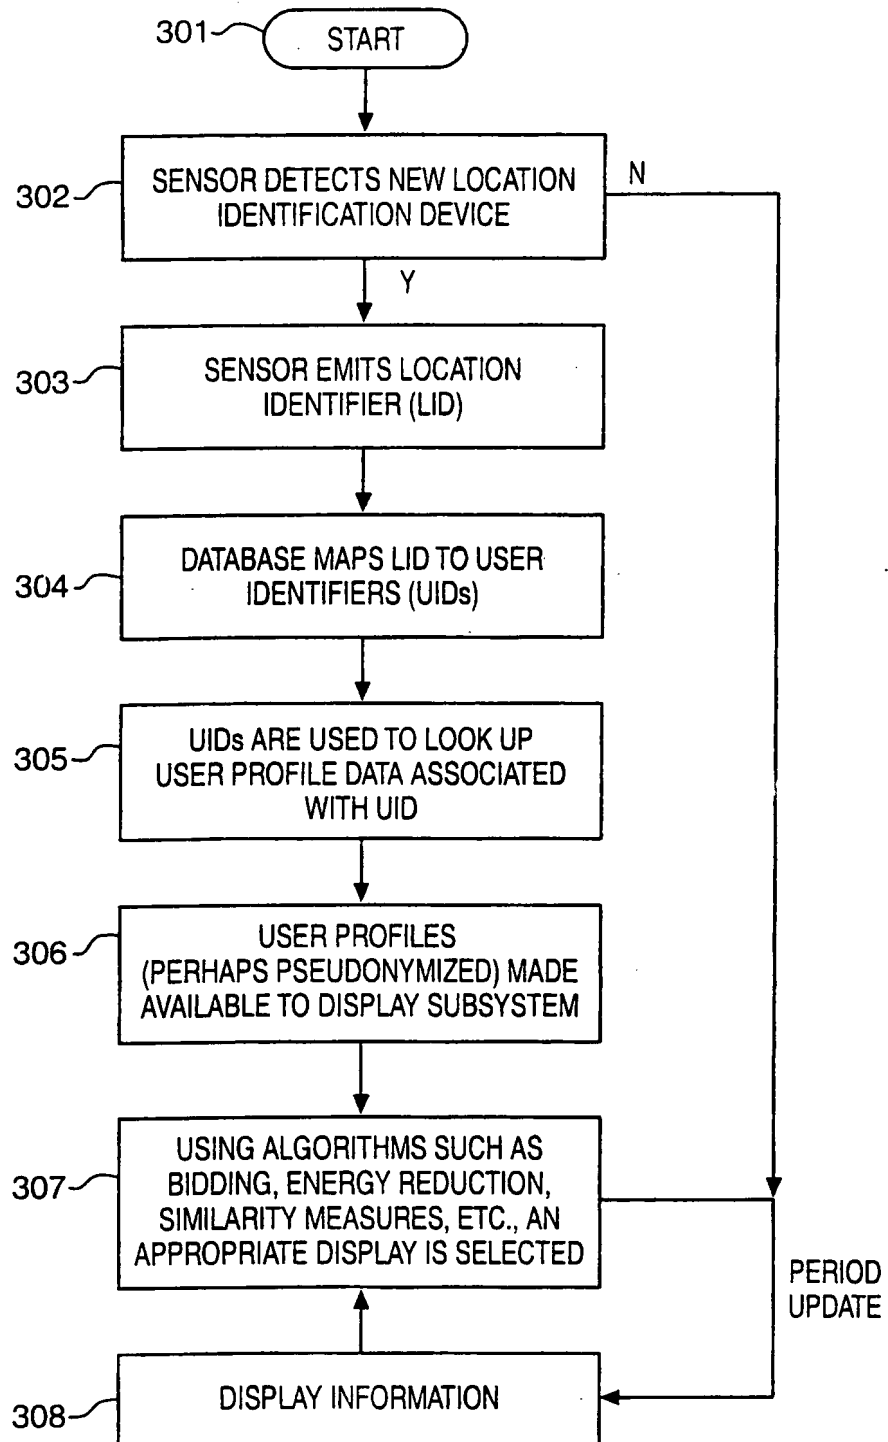 301
START
302
SENSOR DETECTS NEW LOCATION
IDENTIFICATION DEVICE
N
Y
303
SENSOR EMITS LOCATION
IDENTIFIER (LID)
304
DATABASE MAPS LID TO USER
IDENTIFIERS (UIDs)
305
UIDs ARE USED TO LOOK UP
USER PROFILE DATA ASSOCIATED
WITH UID
306
USER PROFILES
(PERHAPS PSEUDONYMIZED) MADE
AVAILABLE TO DISPLAY SUBSYSTEM
307
USING ALGORITHMS SUCH AS
BIDDING, ENERGY REDUCTION,
SIMILARITY MEASURES, ETC., AN
APPROPRIATE DISPLAY IS SELECTED
PERIOD
UPDATE
308
DISPLAY INFORMATION